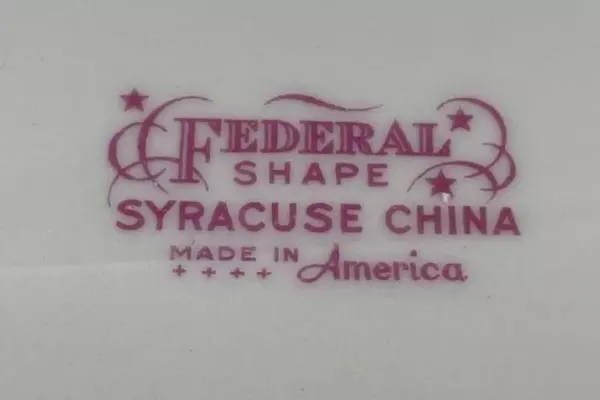 FEDERAL
SHAPE
SYRACUSE CHINA
MADE IN America
++++